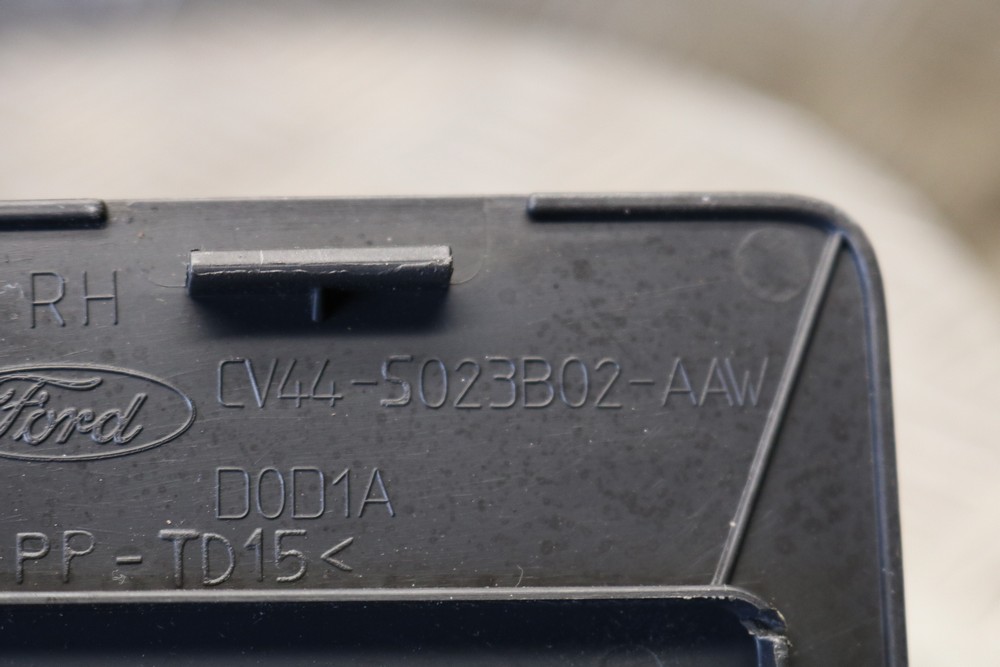 RH
Ford
CV44-S023B02-AAW
D0D1A
PP-TD15<